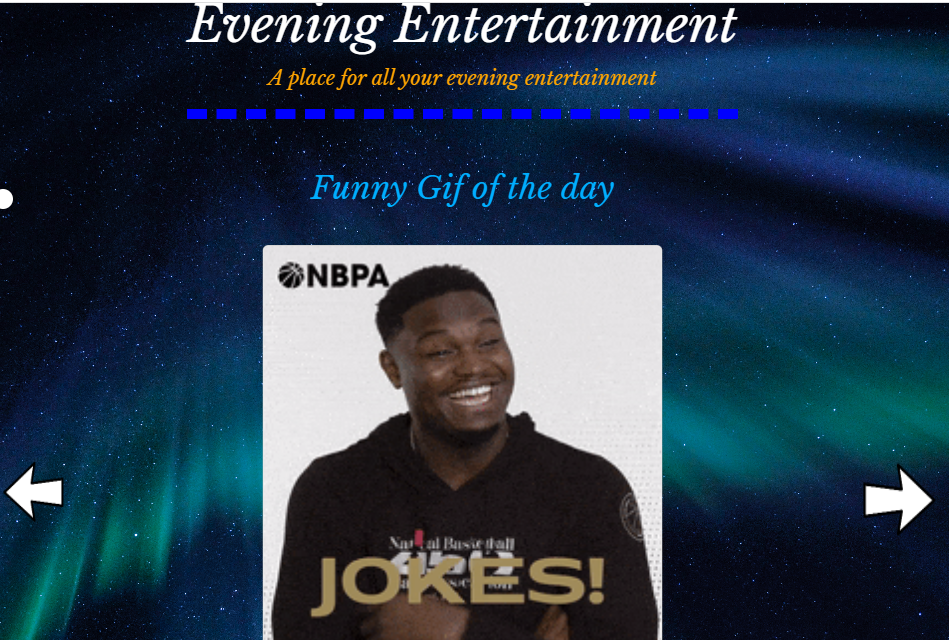 Evening Entertainment
A place for all your evening entertainment
Funny Gif of the day
NBPA
JOKES!